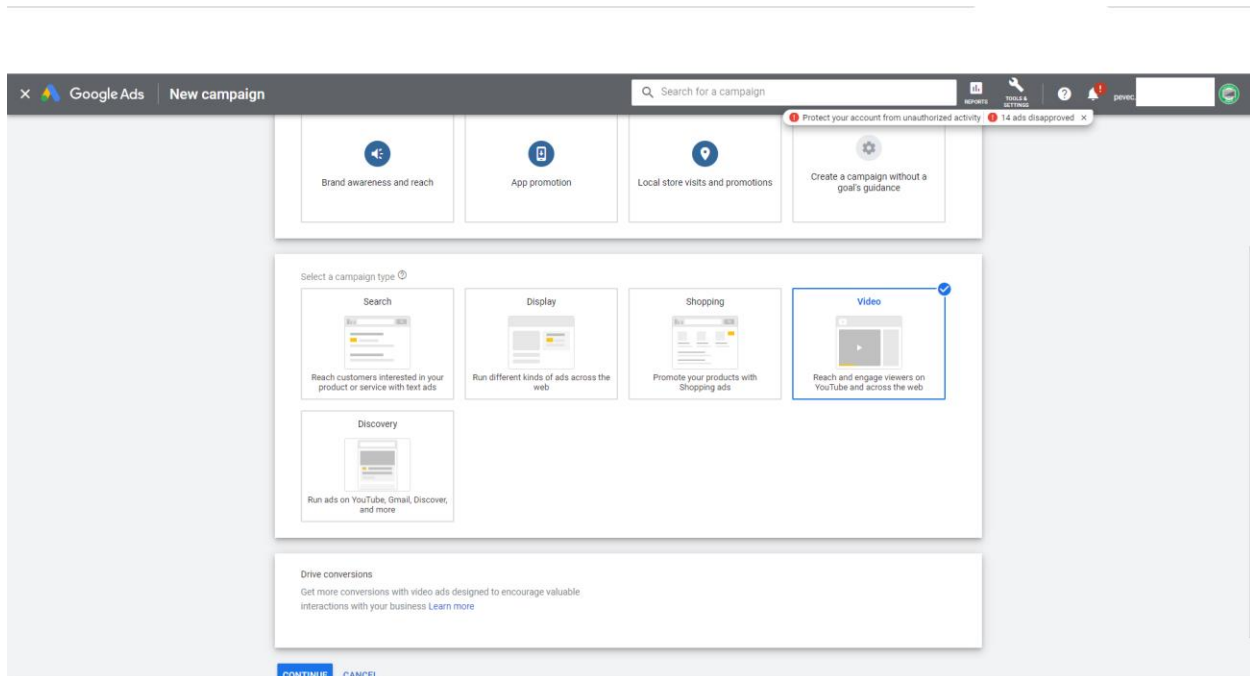 Google Ads
New campaign
Search for a campaign
REPORTS
TOOLS &
SETTINGS
pevec.
Protect your account from unauthorized activity
14 ads disapproved
Brand awareness and reach
App promotion
Local store visits and promotions
Create a campaign without a
goal's guidance
Select a campaign type
Search
Reach customers interested in your
product or service with text ads
Display
Run different kinds of ads across the
web
Shopping
Promote your products with
Shopping ads
Video
Reach and engage viewers on
YouTube and across the web
Discovery
Run ads on YouTube, Gmail, Discover,
and more
Drive conversions
Get more conversions with video ads designed to encourage valuable
interactions with your business Learn more
CONTINUE
CANCEL